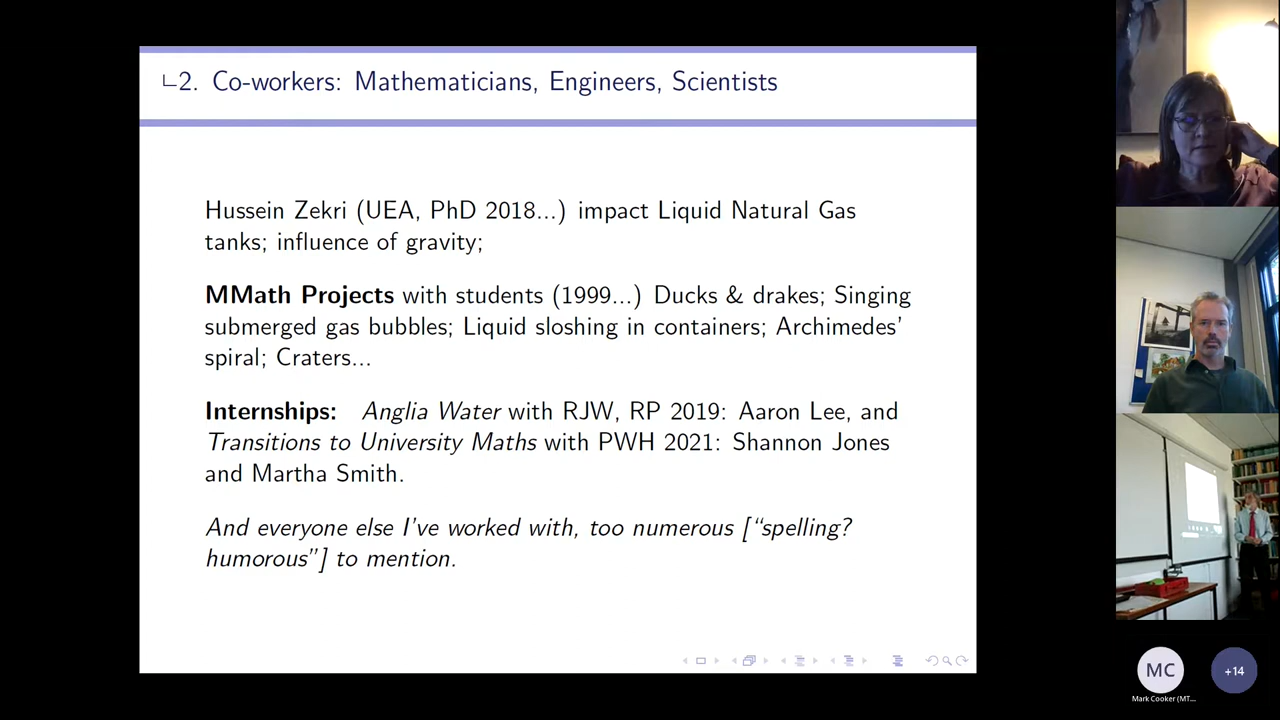 2. Co-workers: Mathematicians, Engineers, Scientists
Hussein Zekri (UEA, PhD 2018...) impact Liquid Natural Gas
tanks; influence of gravity;
MMath Projects with students (1999...) Ducks & drakes; Singing
submerged gas bubbles; Liquid sloshing in containers; Archimedes'
spiral; Craters...
Internships: Anglia Water with RJW, RP 2019: Aaron Lee, and
Transitions to University Maths with PWH 2021: Shannon Jones
and Martha Smith.
And everyone else I've worked with, too numerous [“spelling?
humorous”] to mention.
MC
+14
Mark Cooker (MT...